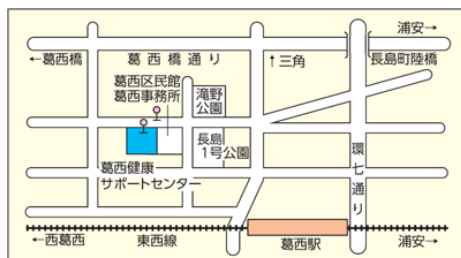 浦安→
←葛西橋
葛西橋通り
↑三角
長島町陸橋
葛西区民館
葛西事務所
滝野
公園
長島
1号公園
環七通り
葛西健康
サポートセンター
←西葛西
東西線
葛西駅
浦安→